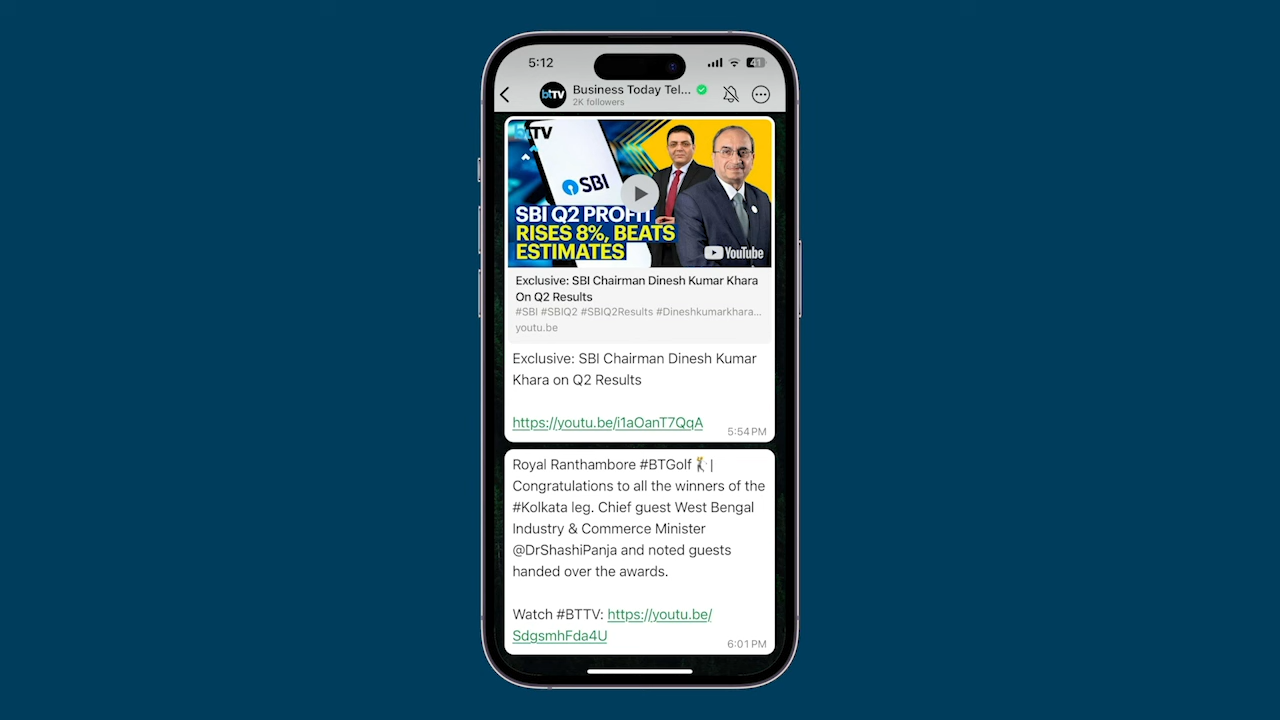 5:12
41
btTV
Business Today Tel...
2K followers
btTV
SBI
SBI Q2 PROFIT
RISES 8%, BEATS
ESTIMATES
YouTube
Exclusive: SBI Chairman Dinesh Kumar Khara
On Q2 Results
#SBI #SBIQ2 #SBIQ2Results #Dineshkumarkhara...
youtu.be
Exclusive: SBI Chairman Dinesh Kumar
Khara on Q2 Results
https://youtu.be/i1aOanT7QqA
5:54 PM
Royal Ranthambore #BTGolf🏌|
Congratulations to all the winners of the
#Kolkata leg. Chief guest West Bengal
Industry & Commerce Minister
@DrShashiPanja and noted guests
handed over the awards.
Watch #BTTV: https://youtu.be/
SdgsmhFda4U
6:01 PM